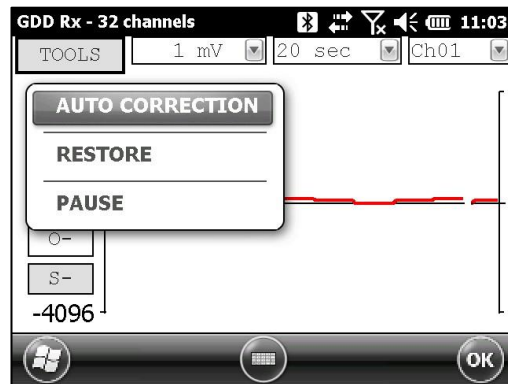 GDD Rx - 32 channels 11:03
TOOLS 1 mV 20 sec Ch01
AUTO CORRECTION
RESTORE
PAUSE
O-
S-
-4096
OK